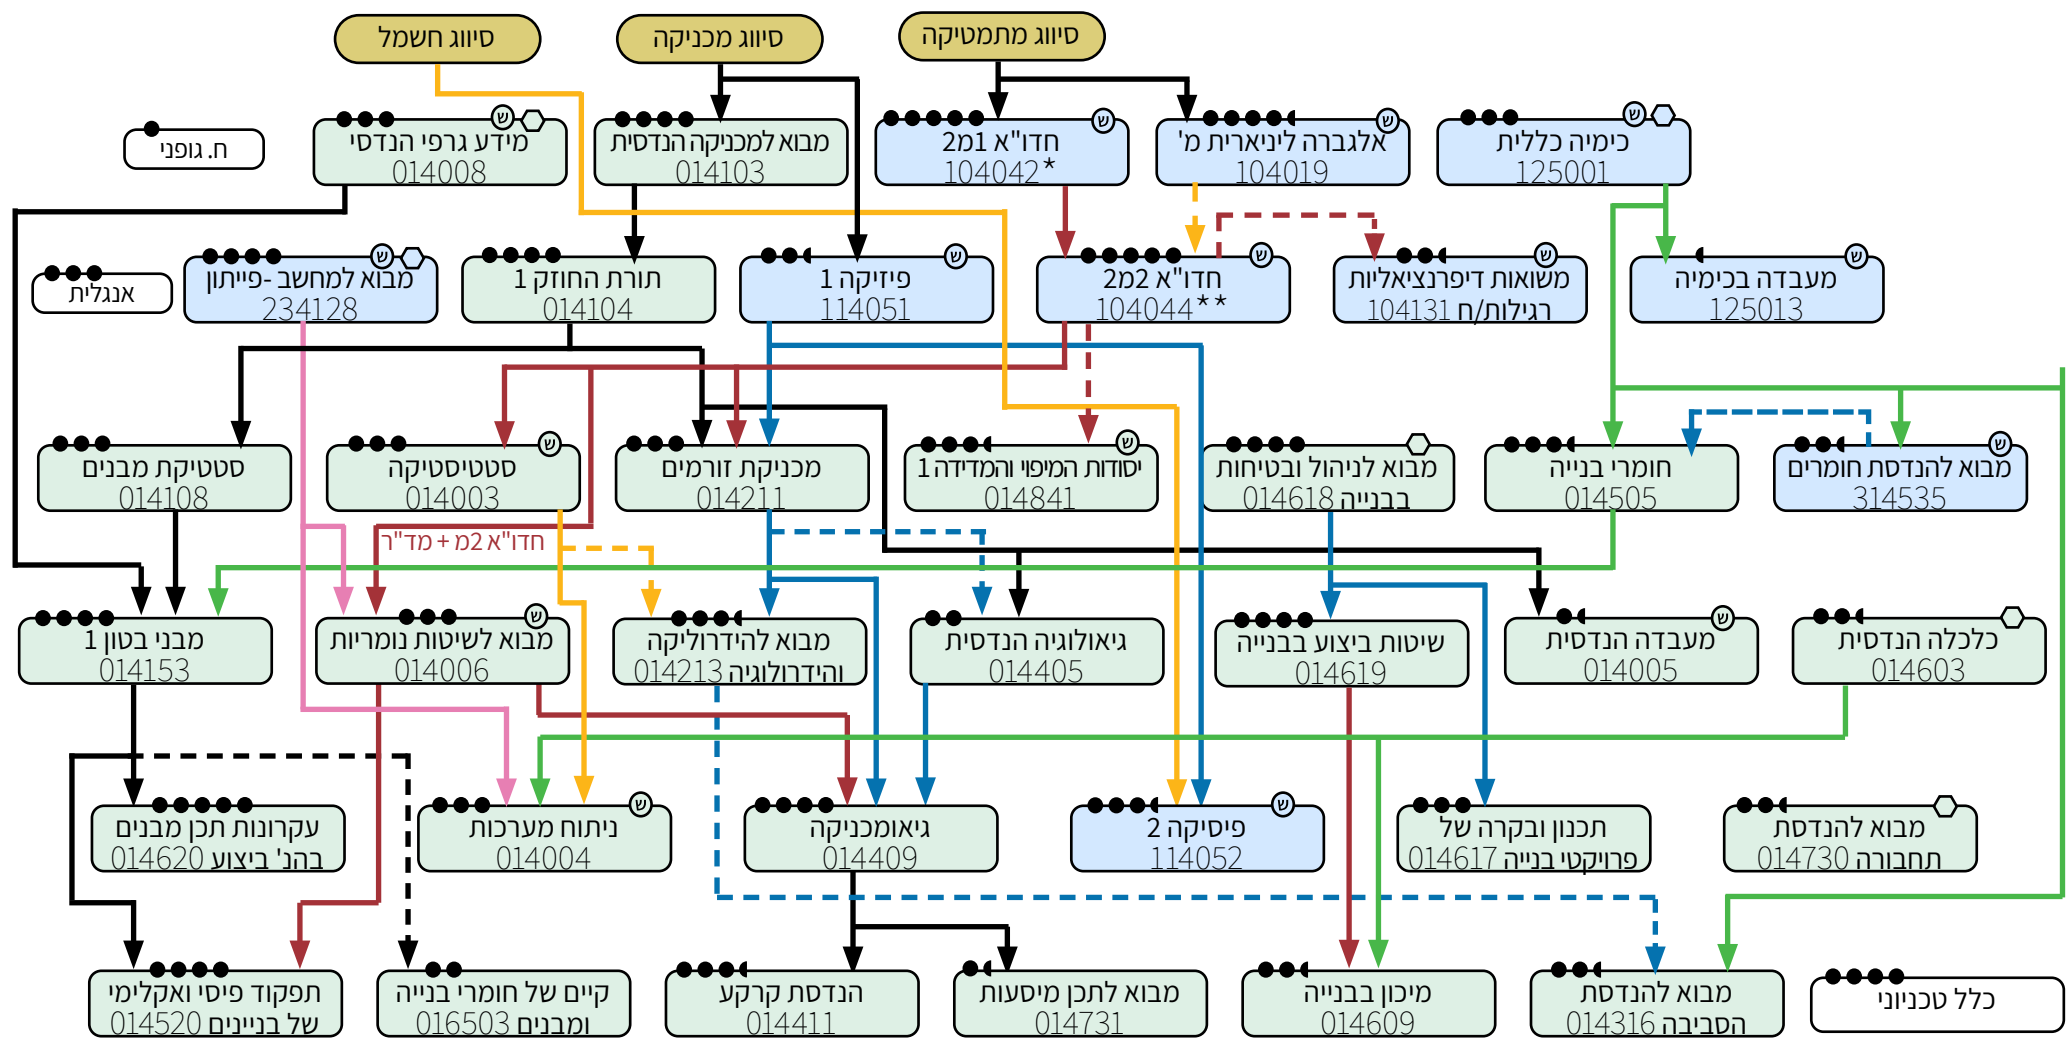 סיווג חשמל
סיווג מכניקה
סיווג מתמטיקה
ח. גופני
ש
מידע גרפי הנדסי
014008
מבוא למכניקה הנדסית
014103
ש
חדו"א 1מ2
104042*
ש
אלגברה ליניארית מ'
104019
ש
כימיה כללית
125001
אנגלית
ש
מבוא למחשב -פייתון
234128
תורת החוזק 1
014104
ש
פיזיקה 1
114051
ש
חדו"א 2מ2
104044**
ש
משואות דיפרנציאליות
רגילות/ח 104131
ש
מעבדה בכימיה
125013
סטטיקת מבנים
014108
ש
סטטיסטיקה
014003
מכניקת זורמים
014211
ש
יסודות המיפוי והמדידה 1
014841
מבוא לניהול ובטיחות
בבנייה 014618
חומרי בנייה
014505
ש
מבוא להנדסת חומרים
314535
חדו"א 2מ + מד"ר
מבני בטון 1
014153
ש
מבוא לשיטות נומריות
014006
מבוא להידרוליקה
והידרולוגיה 014213
גיאולוגיה הנדסית
014405
שיטות ביצוע בבנייה
014619
ש
מעבדה הנדסית
014005
כלכלה הנדסית
014603
עקרונות תכן מבנים
בהנ' ביצוע 014620
ש
ניתוח מערכות
014004
גיאומכניקה
014409
ש
פיסיקה 2
114052
תכנון ובקרה של
פרויקטי בנייה 014617
מבוא להנדסת
תחבורה 014730
תפקוד פיסי ואקלימי
של בניינים 014520
קיים של חומרי בנייה
ומבנים 016503
הנדסת קרקע
014411
מבוא לתכן מיסעות
014731
מיכון בבנייה
014609
מבוא להנדסת
הסביבה 014316
כלל טכניוני